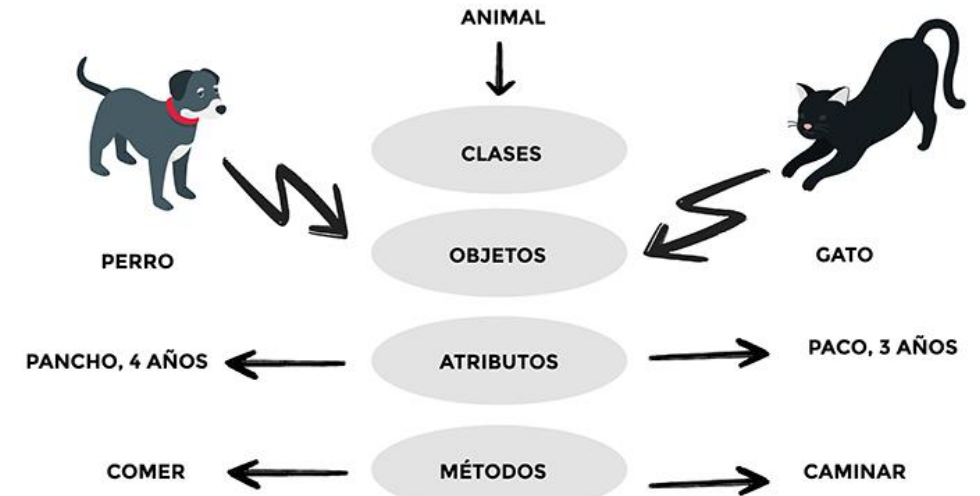 ANIMAL
CLASES
OBJETOS
PERRO
GATO
PANCHO, 4 AÑOS
ATRIBUTOS
PACO, 3 AÑOS
COMER
MÉTODOS
CAMINAR